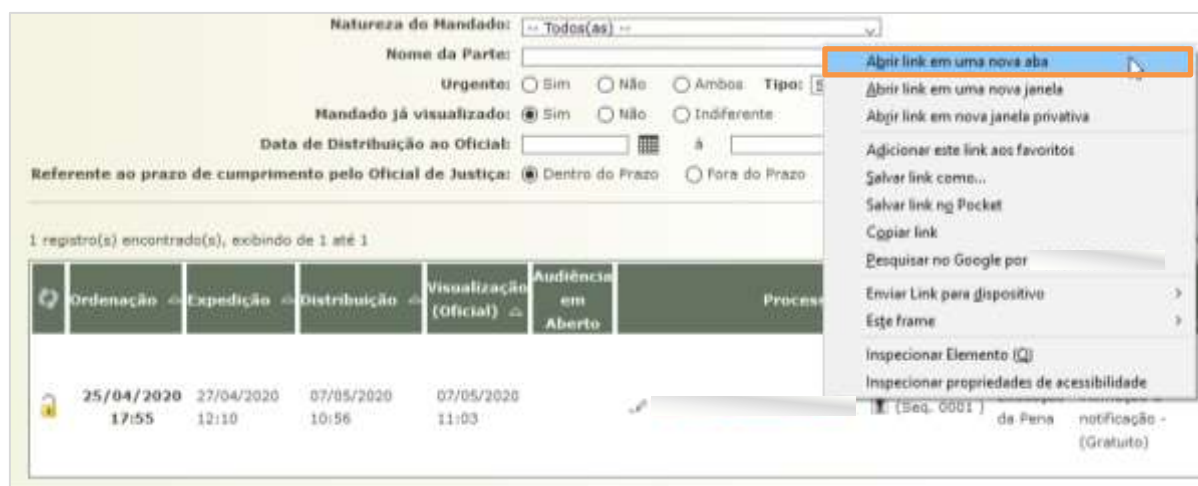 Natureza do Mandado: -- Todos(as) --
Nome da Parte:
Urgente: Sim Não Ambos Tipo:
Mandado já visualizado: Sim Não Indiferente
Data de Distribuição ao Oficial: à
Referente ao prazo de cumprimento pelo Oficial de Justiça: Dentro do Prazo Fora do Prazo
Abrir link em uma nova aba
Abrir link em uma nova janela
Abrir link em nova janela privativa
Adicionar este link aos favoritos
Salvar link como...
Salvar link no Pocket
Copiar link
Pesquisar no Google por
Enviar Link para dispositivo
Este frame
Inspecionar Elemento (Q)
Inspecionar propriedades de acessibilidade
1 registro(s) encontrado(s), exibindo de 1 até 1
Ordenação Expedição Distribuição Visualização (Oficial) Audiência em Aberto
25/04/2020 27/04/2020 07/05/2020 07/05/2020
17:55 12:10 10:56 11:03
(Seq. 0001 )
da Pena notificação -
(Gratuito)